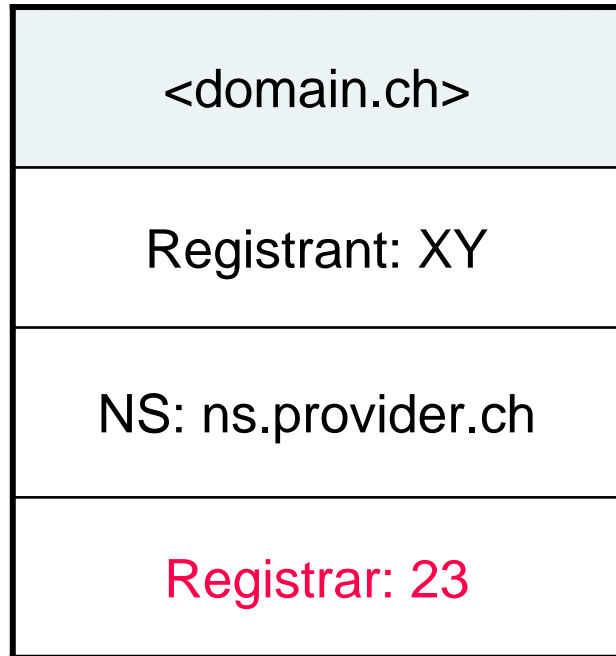 <domain.ch>
Registrant: XY
NS: ns.provider.ch
Registrar: 23